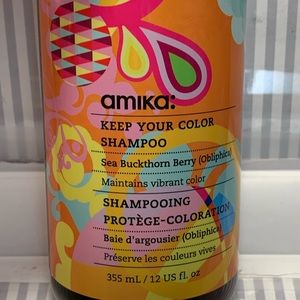 amika:
KEEP YOUR COLOR
SHAMPOO
Sea Buckthorn Berry (Obliphica)
Maintains vibrant color
SHAMPOOING
PROTÈGE-COLORATION
Baie d'argousier (Obliphica)
Préserve les couleurs vives
355 mL / 12 US fl. oz